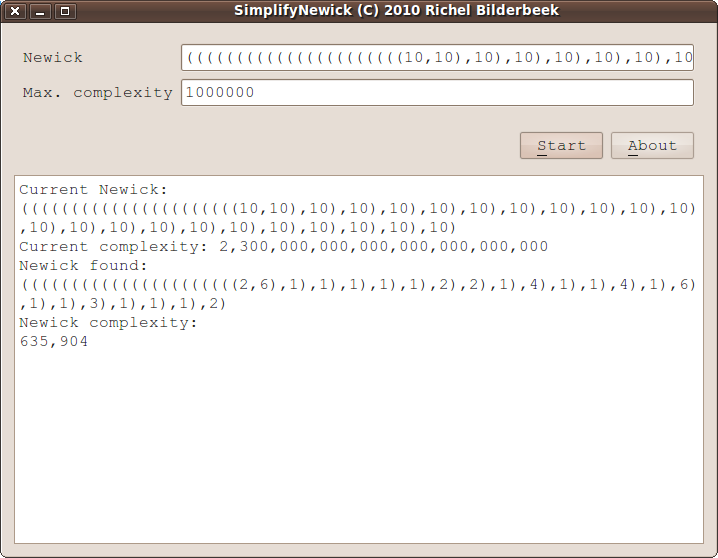 SimplifyNewick (C) 2010 Richel Bilderbeek
Newick ((((((((((((((((((((((10,10),10),10),10),10),10),10
Max. complexity 1000000
Start About
Current Newick:
((((((((((((((((((((((10,10),10),10),10),10),10),10),10),10),10),10)
,10),10),10),10),10),10),10),10),10),10),10)
Current complexity: 2,300,000,000,000,000,000,000,000
Newick found:
((((((((((((((((((((((2,6),1),1),1),1),1),2),2),1),4),1),1),4),1),6)
,1),1),3),1),1),1),2)
Newick complexity:
635,904